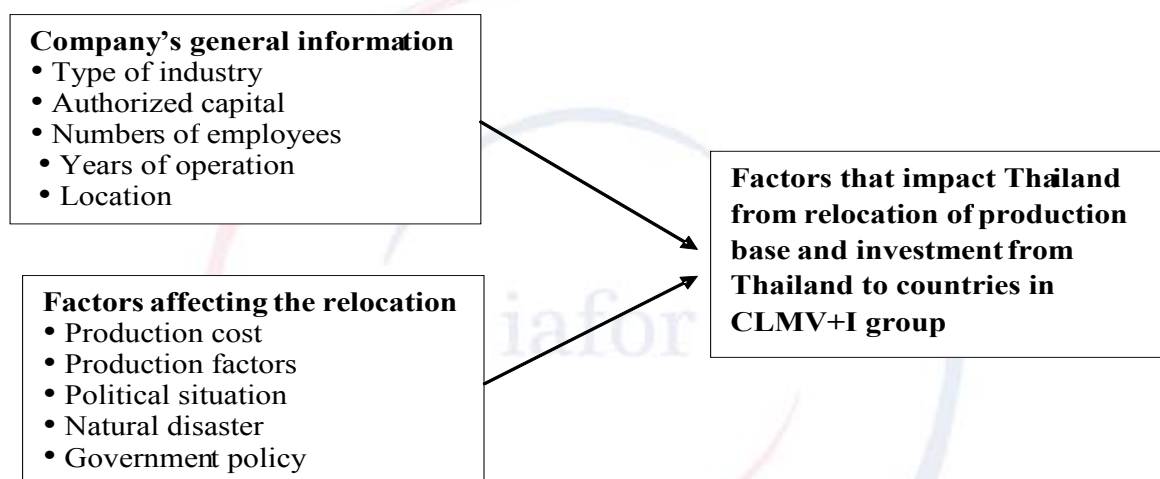 Company's general information
• Type of industry
• Authorized capital
• Numbers of employees
• Years of operation
• Location
Factors affecting the relocation
• Production cost
• Production factors
• Political situation
• Natural disaster
• Government policy
Factors that impact Thailand
from relocation of production
base and investment from
Thailand to countries in
CLMV+I group
iafor